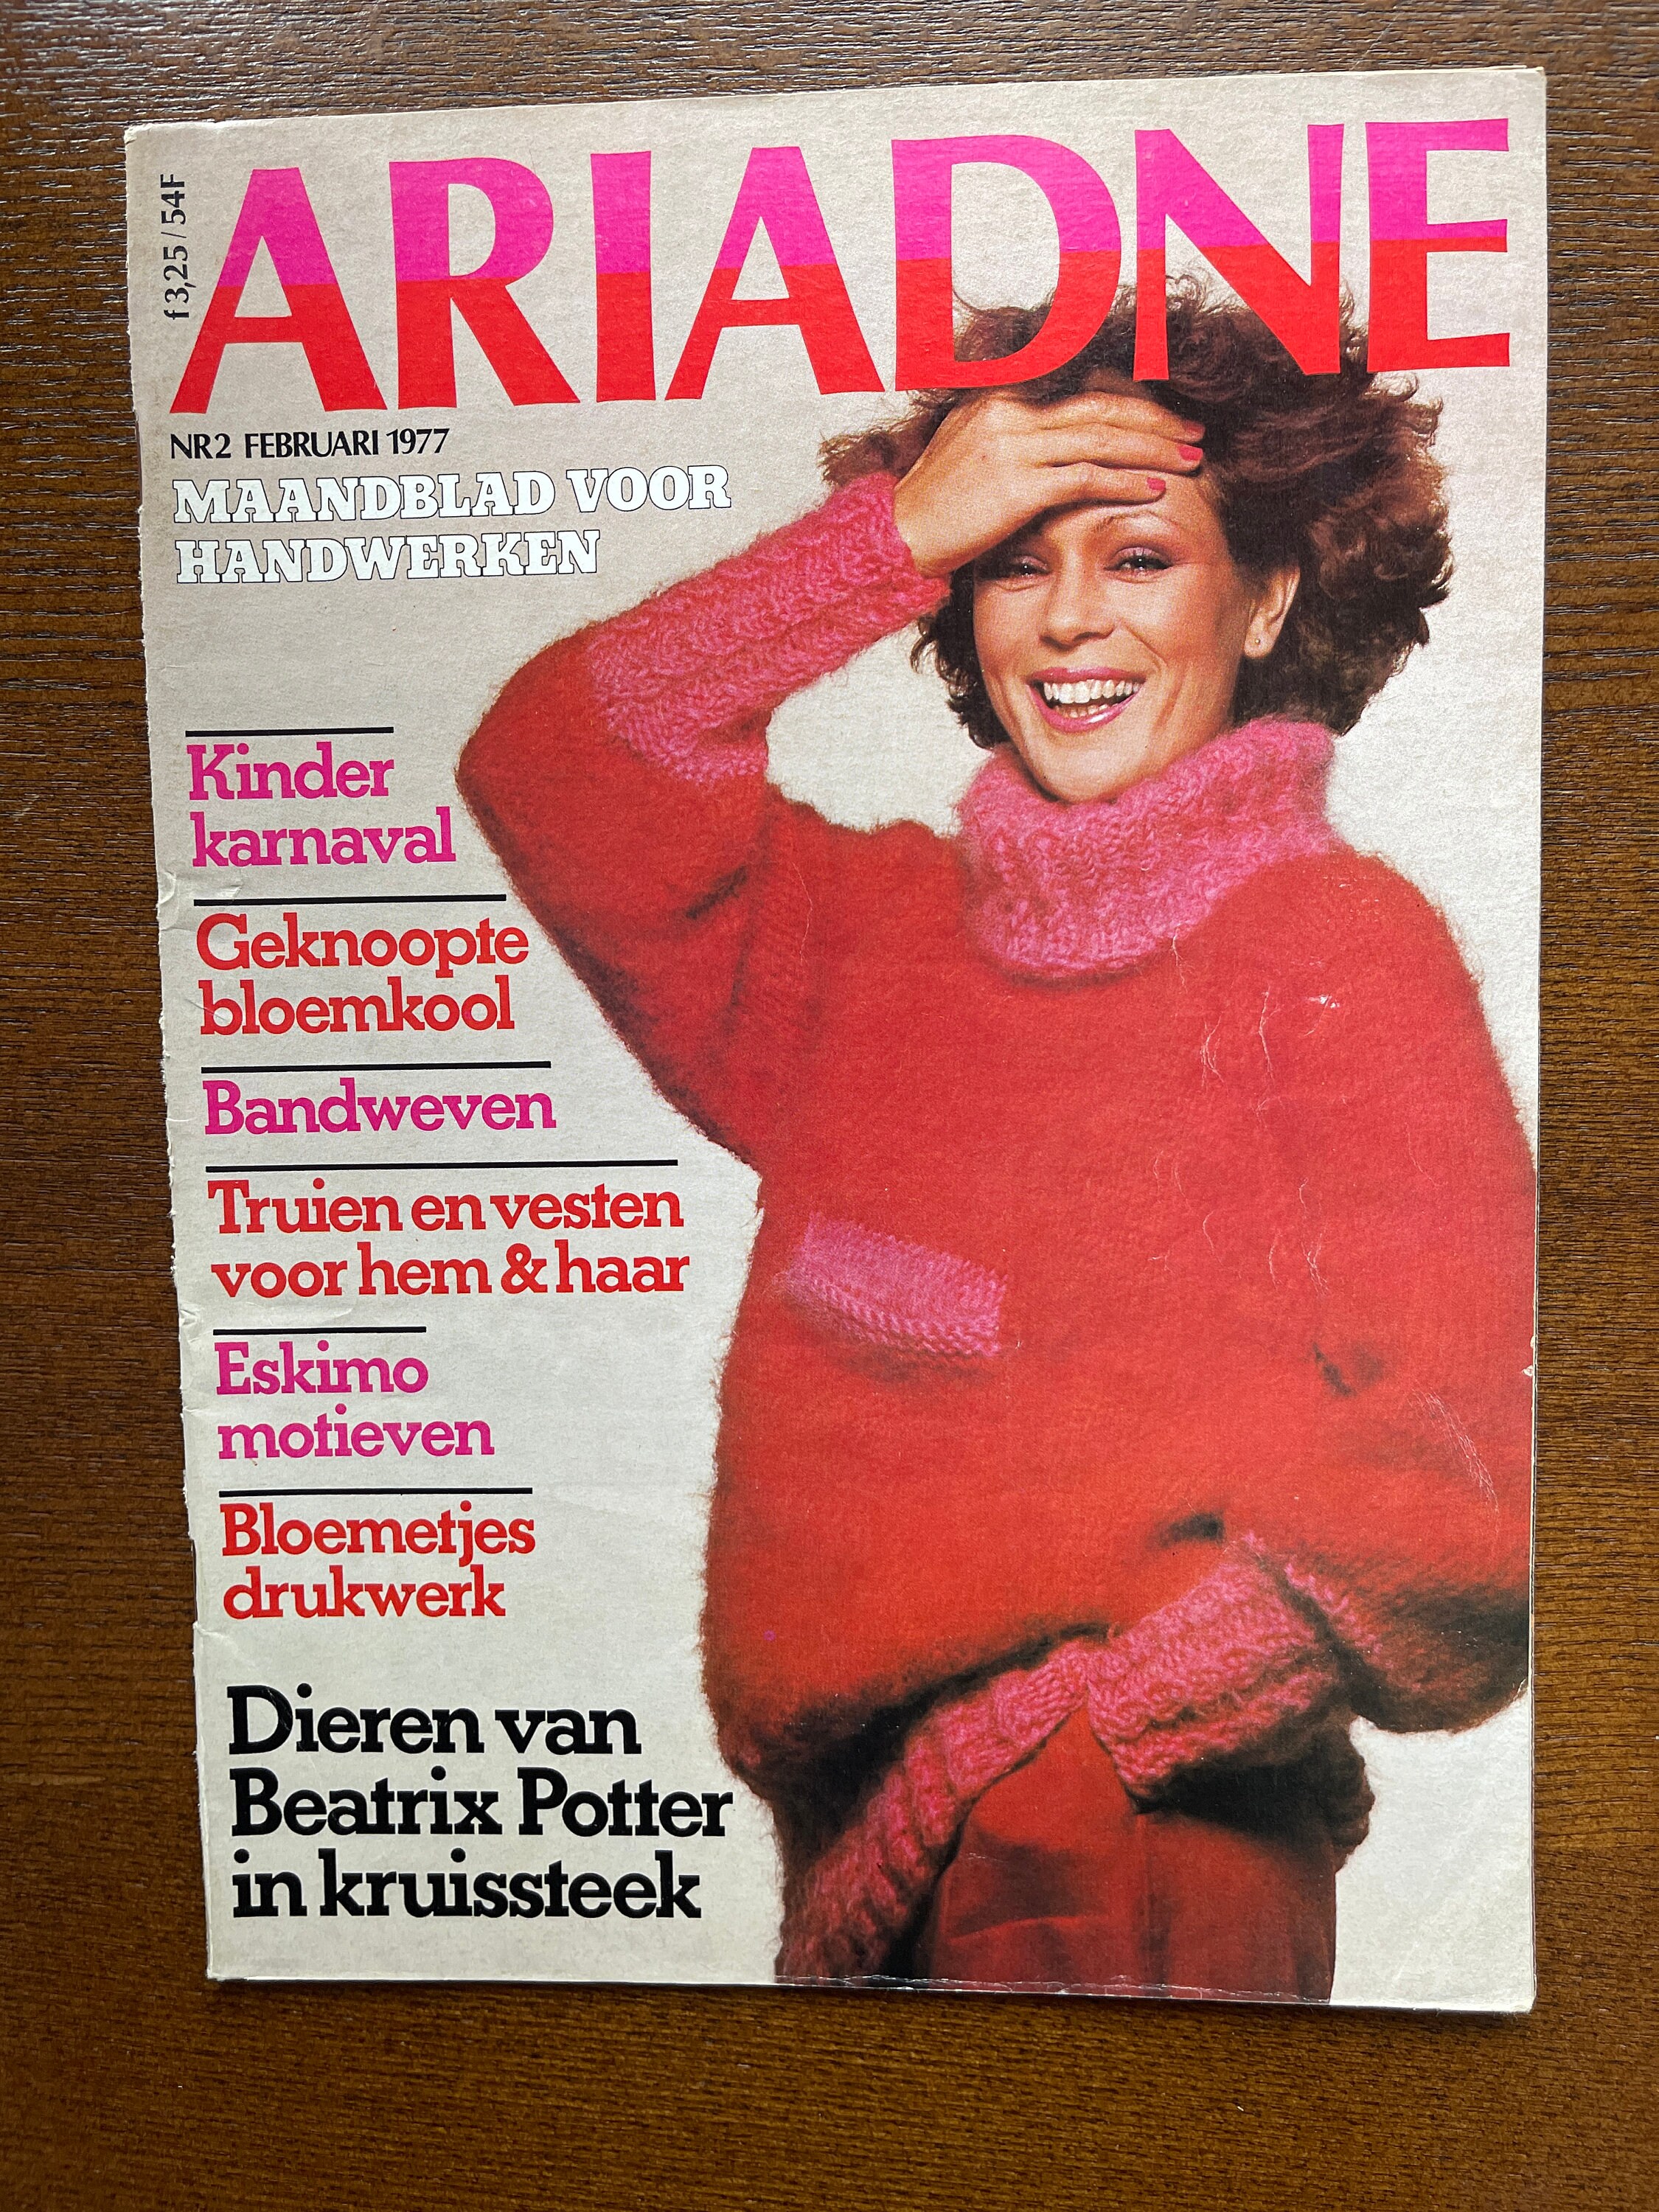 f 3,25 / 54F
ARIADNE
NR2 FEBRUARI 1977
MAANDBLAD VOOR
HANDWERKEN
Kinder
karnaval
Geknoopte
bloemkool
Bandweven
Truien en vesten
voor hem & haar
Eskimo
motieven
Bloemetjes
drukwerk
Dieren van
Beatrix Potter
in kruissteek